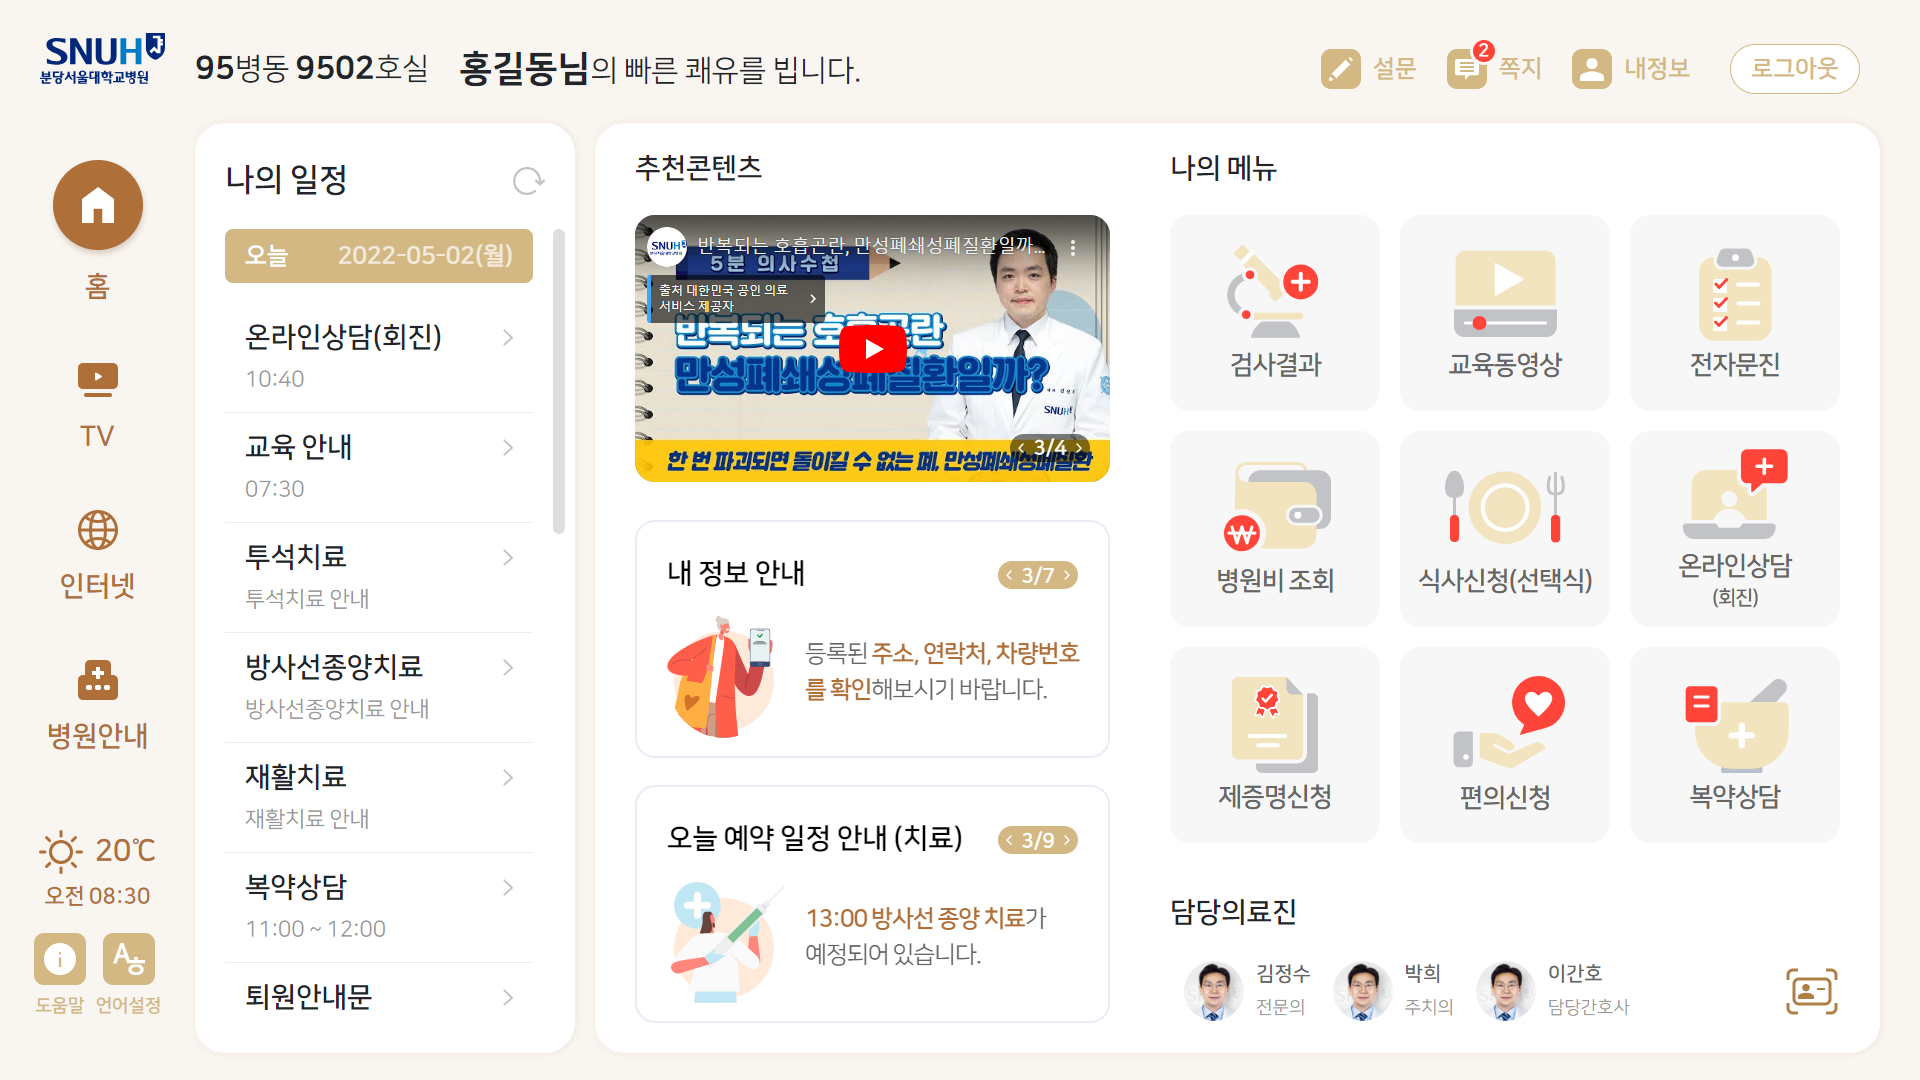 SNUH
분당서울대학교병원
95병동 9502호실
홍길동님의 빠른 쾌유를 빕니다.
설문
2
쪽지
내정보
로그아웃
홈
TV
인터넷
병원안내
20℃
오전 08:30
i
A 층
도움말
언어설정
나의 일정
오늘
2022-05-02(월)
온라인상담(회진)
10:40
교육 안내
07:30
투석치료
투석치료 안내
방사선종양치료
방사선종양치료 안내
재활치료
재활치료 안내
복약상담
11:00 ~ 12:00
퇴원안내문
추천콘텐츠
SNUH
반복되는 호흡곤란, 만성폐쇄성폐질환일까...
5분 의사수첩
출처 대한민국 공인 의료
서비스 제공자
반복되는 호흡곤란
만성폐쇄성폐질환일까?
SNUH
3/4
한 번 파괴되면 돌이킬 수 없는 폐, 만성폐쇄성폐질환
내 정보 안내
3/7
등록된 주소, 연락처, 차량번호
를 확인해보시기 바랍니다.
오늘 예약 일정 안내 (치료)
3/9
13:00 방사선 종양 치료가
예정되어 있습니다.
나의 메뉴
검사결과
교육동영상
전자문진
₩
병원비 조회
식사신청(선택식)
온라인상담
(회진)
제증명신청
편의신청
복약상담
담당의료진
김정수
전문의
박희
주치의
이간호
담당간호사